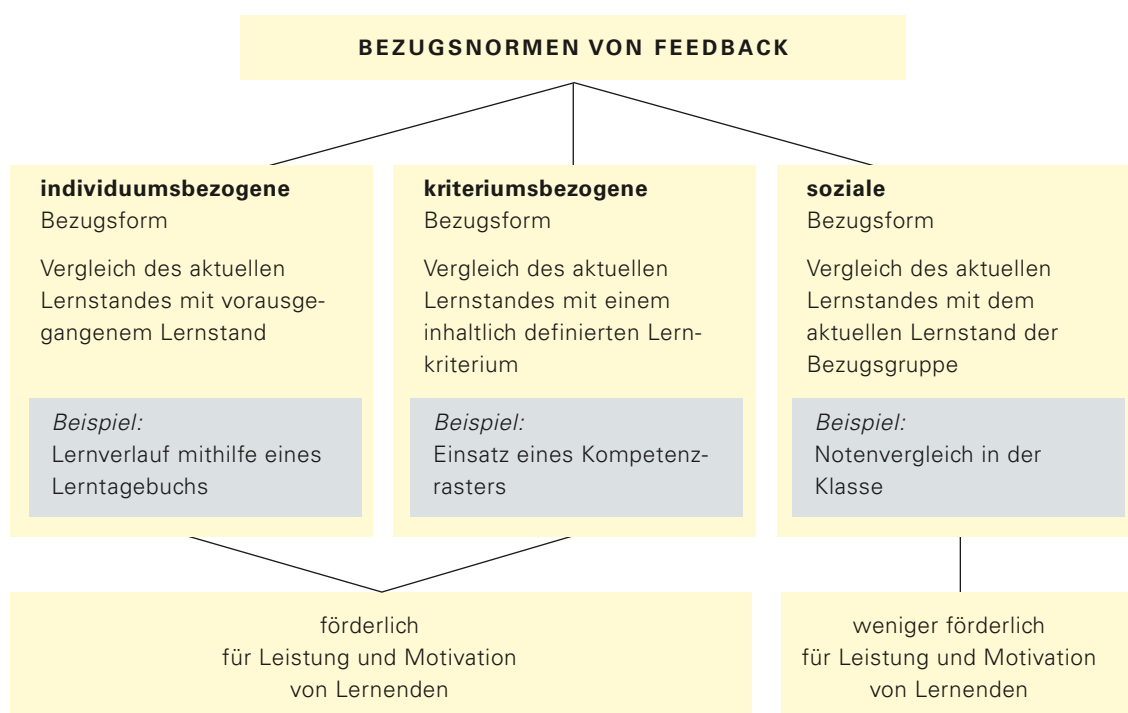 BEZUGSNORMEN VON FEEDBACK
individuumsbezogene
Bezugsform
Vergleich des aktuellen
Lernstandes mit vorausge-
gangenem Lernstand
Beispiel:
Lernverlauf mithilfe eines
Lerntagebuchs
kriteriumsbezogene
Bezugsform
Vergleich des aktuellen
Lernstandes mit einem
inhaltlich definierten Lern-
kriterium
Beispiel:
Einsatz eines Kompetenz-
rasters
soziale
Bezugsform
Vergleich des aktuellen
Lernstandes mit dem
aktuellen Lernstand der
Bezugsgruppe
Beispiel:
Notenvergleich in der
Klasse
förderlich
für Leistung und Motivation
von Lernenden
weniger förderlich
für Leistung und Motivation
von Lernenden